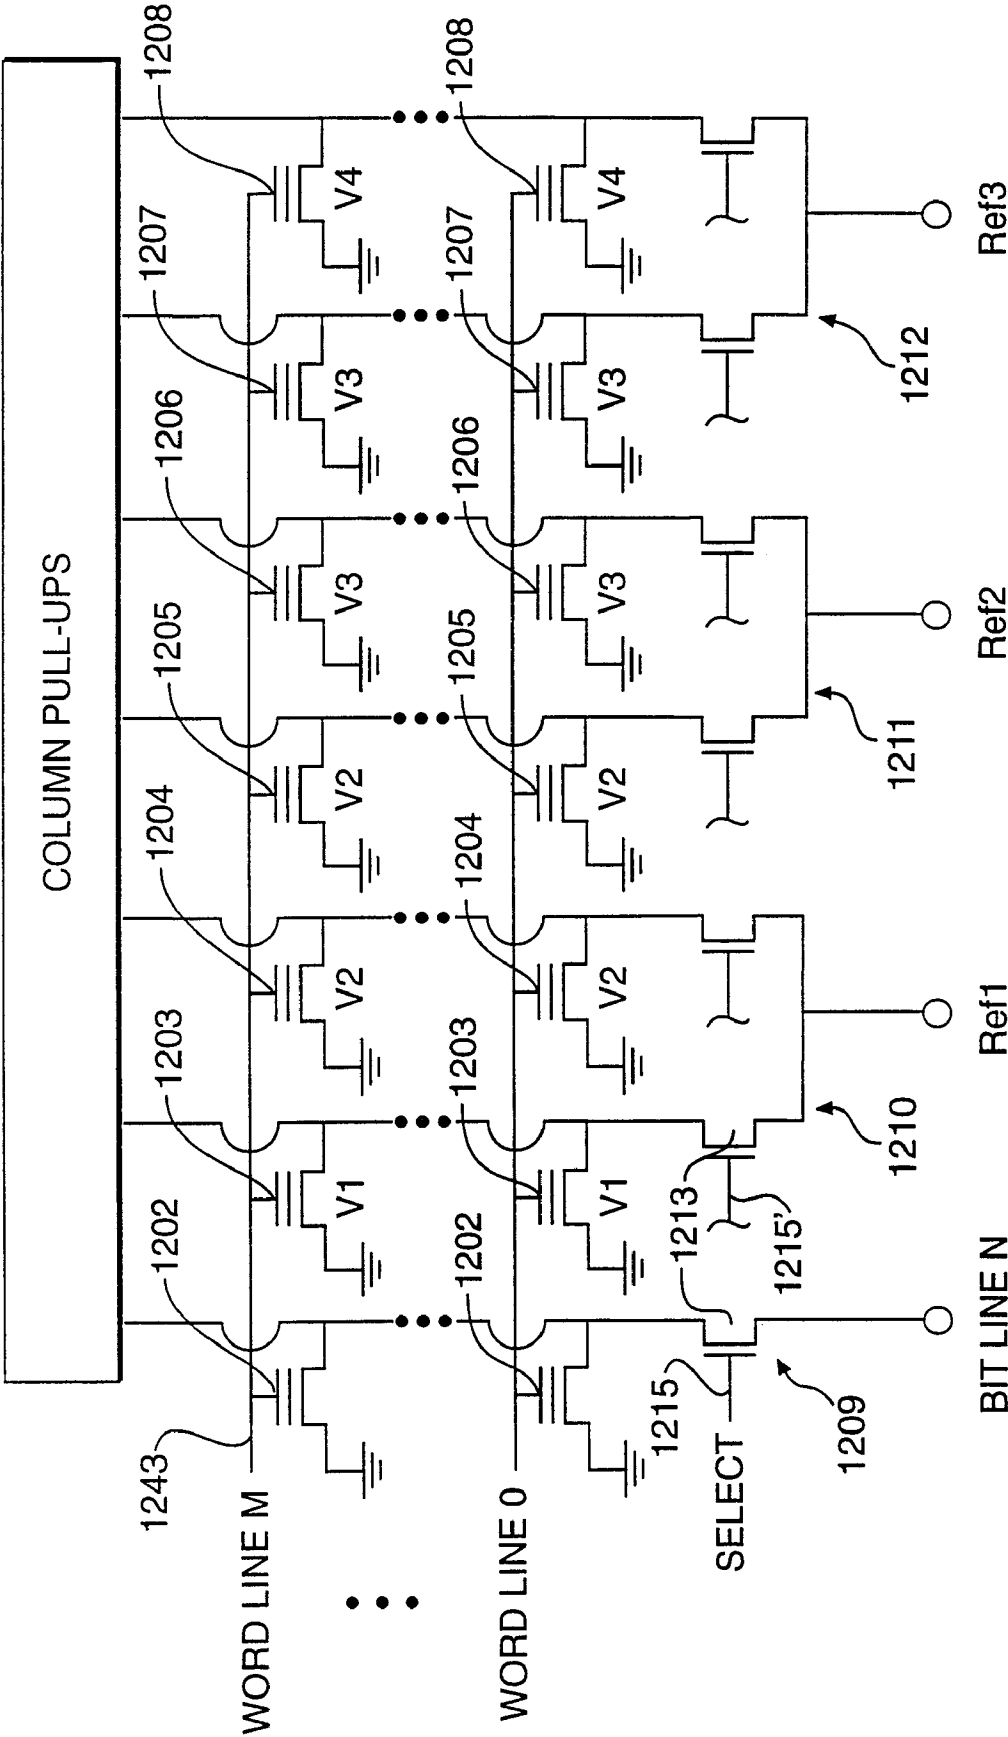 COLUMN PULL-UPS
1202 1203 1204 1205 1206 1207 1208
1243
WORD LINE M
V1 V2 V2 V3 V3 V4
1202 1203 1204 1205 1206 1207 1208
WORD LINE 0
V1 V2 V2 V3 V3 V4
1215 1213
SELECT
1215'
1209 1210 1211 1212
BIT LINE N Ref1 Ref2 Ref3